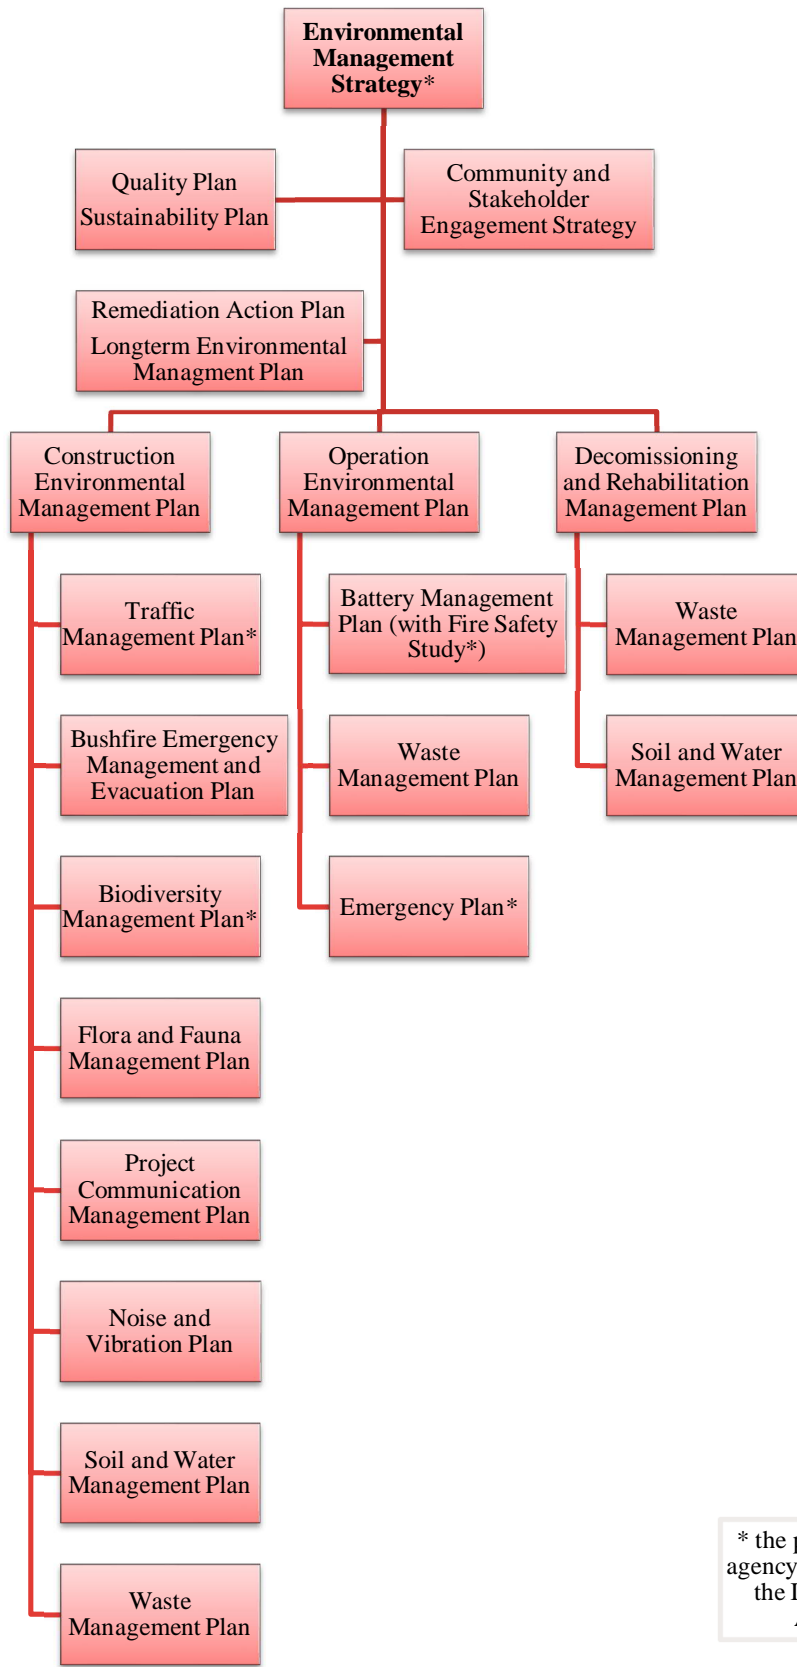 Environmental
Management
Strategy*
Quality Plan
Sustainability Plan
Community and
Stakeholder
Engagement Strategy
Remediation Action Plan
Longterm Environmental
Managment Plan
Construction
Environmental
Management Plan
Operation
Environmental
Management Plan
Decomissioning
and Rehabilitation
Management Plan
Traffic
Management Plan*
Bushfire Emergency
Management and
Evacuation Plan
Biodiversity
Management Plan*
Flora and Fauna
Management Plan
Project
Communication
Management Plan
Noise and
Vibration Plan
Soil and Water
Management Plan
Waste
Management Plan
Battery Management
Plan (with Fire Safety
Study*)
Waste
Management Plan
Emergency Plan*
Waste
Management Plan
Soil and Water
Management Plan
* the
agency
the